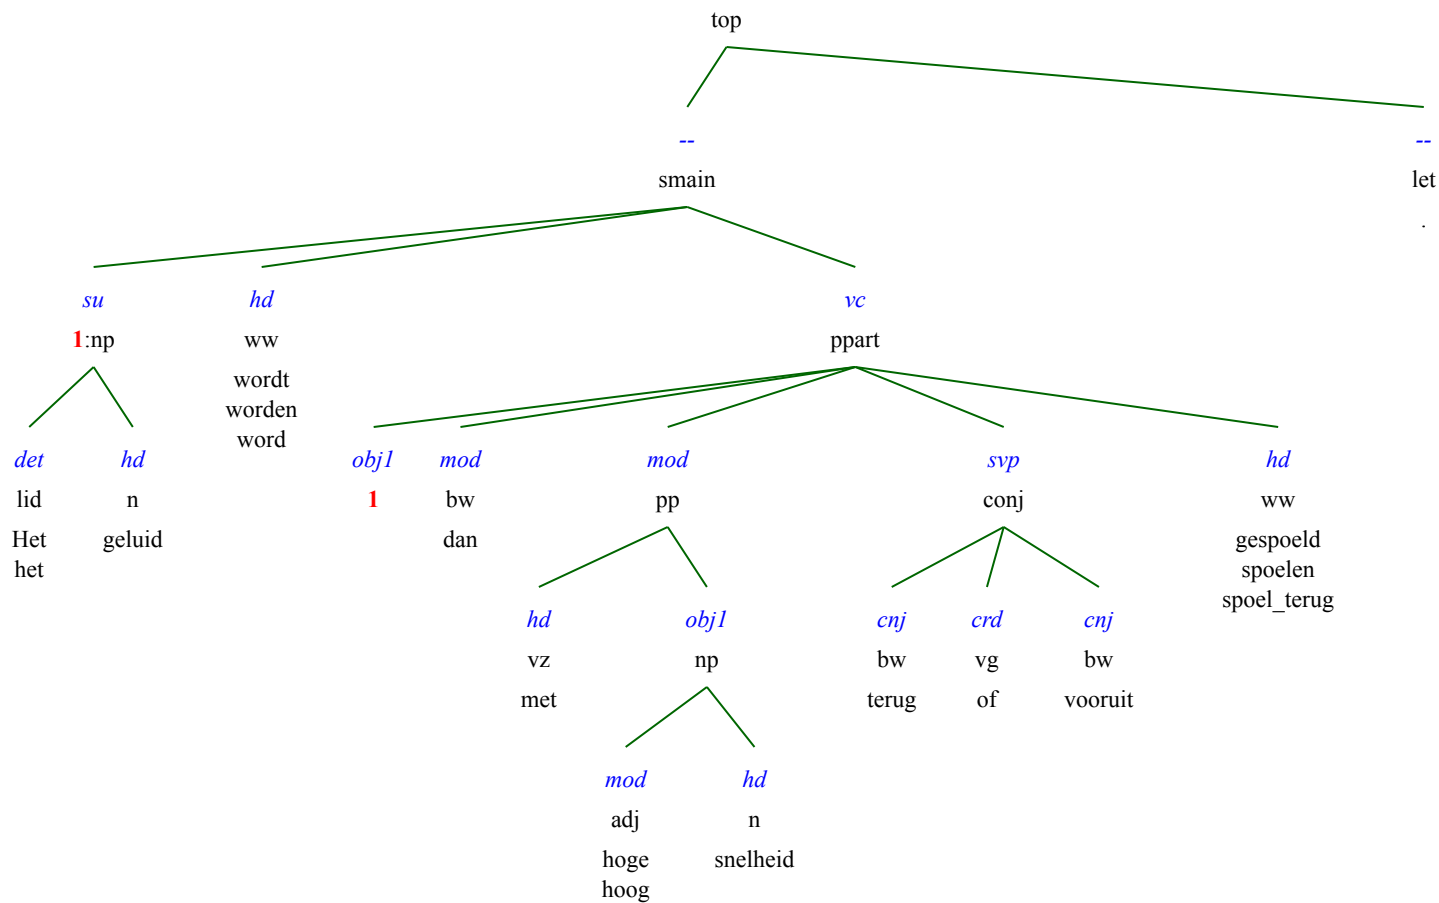 top
-- --
smain let
.
su hd vc
1:np ww ppart
wordt
worden
word
det hd obj1 mod mod svp hd
lid n 1 bw pp conj ww
Het geluid dan gespoeld
het spoelen
spoel_terug
hd obj1 cnj crd cnj
vz np bw vg bw
met terug of vooruit
mod hd
adj n
hoge snelheid
hoog